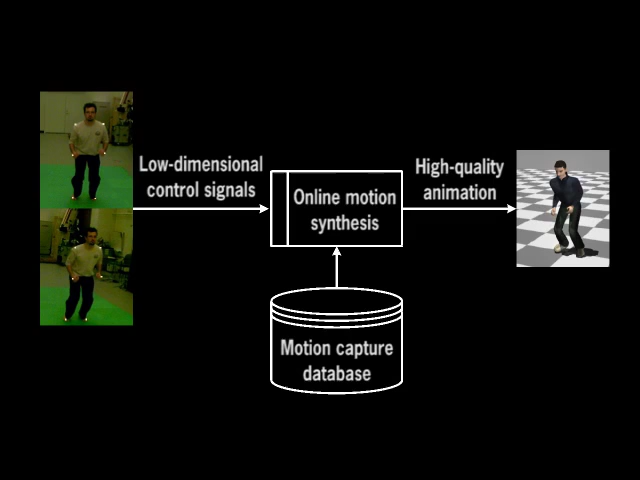 Low-dimensional
control signals
Online motion
synthesis
High-quality
animation
Motion capture
database